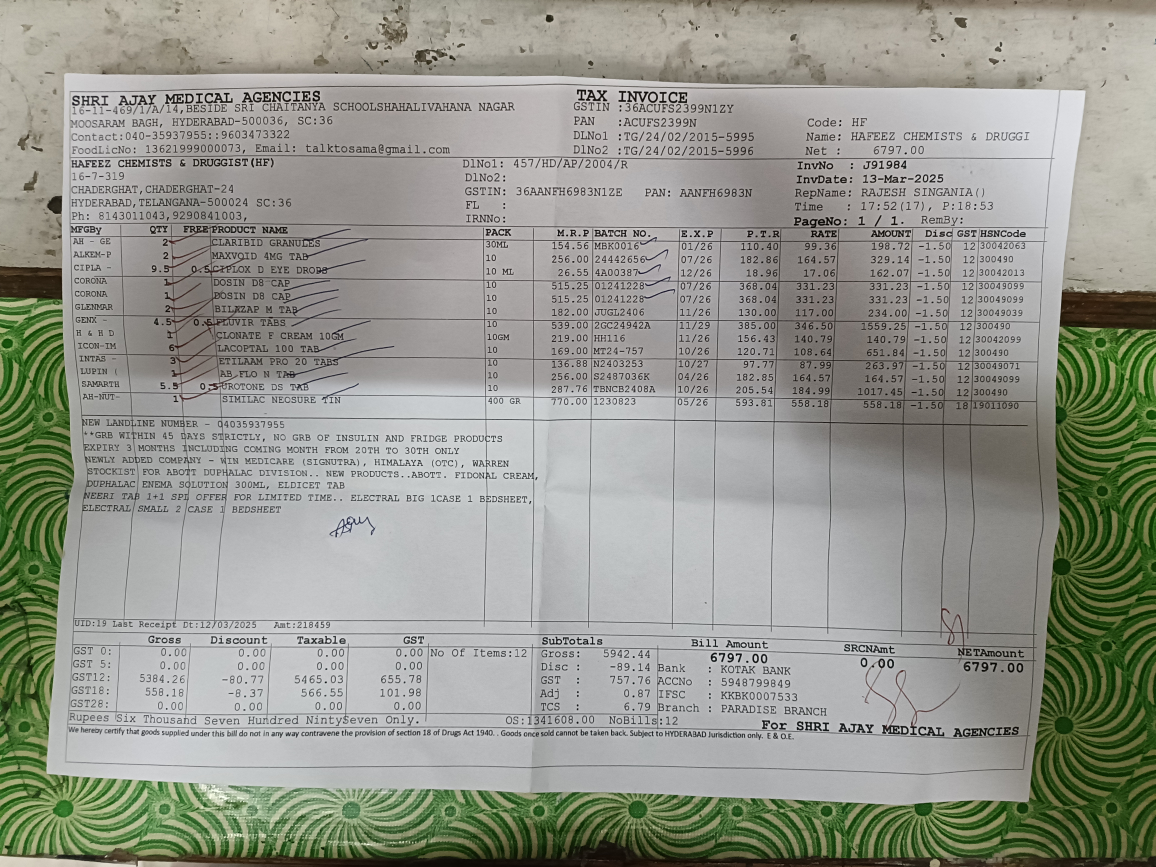 SHRI AJAY MEDICAL AGENCIES
16-11-469/1/A/14,BESIDE SRI CHAITANYA SCHOOLSHAHALIVAHANA NAGAR
MOOSARAM BAGH, HYDERABAD-500036, SC:36
Contact:040-35937955::9603473322
FoodLicNo: 13621999000073, Email: talktosama@gmail.com
TAX INVOICE
GSTIN :36ACUFS2399N1ZY
PAN :ACUFS2399N
DLNo1 :TG/24/02/2015-5995
DlNo2 :TG/24/02/2015-5996
Code: HF
Name: HAFEEZ CHEMISTS & DRUGGI
Net : 6797.00
HAFEEZ CHEMISTS & DRUGGIST(HF)
16-7-319
CHADERGHAT,CHADERGHAT-24
HYDERABAD,TELANGANA-500024 SC:36
Ph: 8143011043,9290841003,
DlNo1: 457/HD/AP/2004/R
DlNo2:
GSTIN: 36AANFH6983N1ZE PAN: AANFH6983N
FL :
IRNNo:
InvNo : J91984
InvDate: 13-Mar-2025
RepName: RAJESH SINGANIA()
Time : 17:52(17), P:18:53
PageNo: 1 / 1. RemBy:
MFGBy QTY FREE PRODUCT NAME PACK M.R.P BATCH NO. E.X.P P.T.R RATE AMOUNT Disc GST HSNCode
AH - GE 2 CLARIBID GRANULES 30ML 154.56 MBK0016 01/26 110.40 99.36 198.72 -1.50 12 30042063
ALKEM-P 2 MAXVOID 4MG TAB 10 256.00 24442656 07/26 182.86 164.57 329.14 -1.50 12 300490
CIPLA - 9.5 0.5 CIPLOX D EYE DROPS 10 ML 26.55 4A00387 12/26 18.96 17.06 162.07 -1.50 12 30042013
CORONA 1 DOSIN D8 CAP 10 515.25 01241228 07/26 368.04 331.23 331.23 -1.50 12 30049099
CORONA 1 DOSIN D8 CAP 10 515.25 01241228 07/26 368.04 331.23 331.23 -1.50 12 30049099
GLENMAR 2 BILAZAP M TAB 10 182.00 JUGL2406 11/26 130.00 117.00 234.00 -1.50 12 30049039
GENX - 4.5 0.5 FLUVIR TABS 10 539.00 2GC24942A 11/29 385.00 346.50 1559.25 -1.50 12 300490
H & H D 1 CLONATE F CREAM 10GM 10GM 219.00 HH116 11/26 156.43 140.79 140.79 -1.50 12 30042099
ICON-IM 6 LACOPTAL 100 TAB 10 169.00 MT24-757 10/26 120.71 108.64 651.84 -1.50 12 300490
INTAS - 3 ETILAAM PRO 20 TABS 10 136.88 N2403253 10/27 97.77 87.99 263.97 -1.50 12 30049071
LUPIN ( 1 AB FLO N TAB 10 256.00 S2487036K 04/26 182.85 164.57 164.57 -1.50 12 30049099
SAMARTH 5.5 0.5 UROTONE DS TAB 10 287.76 TBNCB2408A 10/26 205.54 184.99 1017.45 -1.50 12 300490
AH-NUT- 1 SIMILAC NEOSURE TIN 400 GR 770.00 1230823 05/26 593.81 558.18 558.18 -1.50 18 19011090
NEW LANDLINE NUMBER - 04035937955
**GRB WITHIN 45 DAYS STRICTLY, NO GRB OF INSULIN AND FRIDGE PRODUCTS
EXPIRY 3 MONTHS INCLUDING COMING MONTH FROM 20TH TO 30TH ONLY
NEWLY ADDED COMPANY - WIN MEDICARE (SIGNUTRA), HIMALAYA (OTC), WARREN
STOCKIST FOR ABOTT DUPHALAC DIVISION.. NEW PRODUCTS..ABOTT. FIDONAL CREAM,
DUPHALAC ENEMA SOLUTION 300ML, ELDICET TAB
NEERI TAB 1+1 SPL OFFER FOR LIMITED TIME.. ELECTRAL BIG 1CASE 1 BEDSHEET,
ELECTRAL SMALL 2 CASE 1 BEDSHEET
UID:19 Last Receipt Dt:12/03/2025 Amt:218459
Gross Discount Taxable GST
GST 0: 0.00 0.00 0.00 0.00
GST 5: 0.00 0.00 0.00 0.00
GST12: 5384.26 -80.77 5465.03 655.78
GST18: 558.18 -8.37 566.55 101.98
GST28: 0.00 0.00 0.00 0.00
No Of Items:12
SubTotals
Gross: 5942.44
Disc : -89.14
GST : 757.76
Adj : 0.87
TCS : 6.79
Bill Amount
6797.00
SRCNAmt
0.00
NETAmount
6797.00
Bank : KOTAK BANK
ACCNo : 5948799849
IFSC : KKBK0007533
Branch : PARADISE BRANCH
Rupees Six Thousand Seven Hundred NintySeven Only. OS:1341608.00 NoBills:12
For SHRI AJAY MEDICAL AGENCIES
We hereby certify that goods supplied under this bill do not in any way contravene the provision of section 18 of Drugs Act 1940. . Goods once sold cannot be taken back. Subject to HYDERABAD Jurisdiction only. E & O.E.